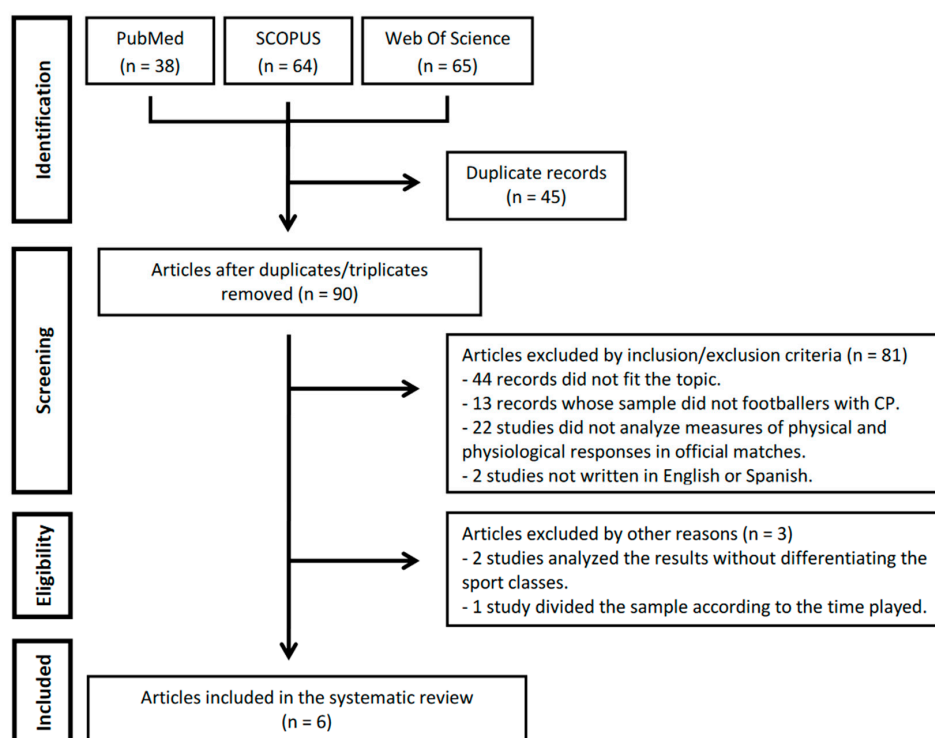 PubMed
(n = 38)
SCOPUS
(n = 64)
Web Of Science
(n = 65)
Identification
Duplicate records
(n = 45)
Articles after duplicates/triplicates
removed (n = 90)
Screening
Articles excluded by inclusion/exclusion criteria (n = 81)
- 44 records did not fit the topic.
- 13 records whose sample did not footballers with CP.
- 22 studies did not analyze measures of physical and
physiological responses in official matches.
- 2 studies not written in English or Spanish.
Eligibility
Articles excluded by other reasons (n = 3)
- 2 studies analyzed the results without differentiating the
sport classes.
- 1 study divided the sample according to the time played.
Included
Articles included in the systematic review
(n = 6)